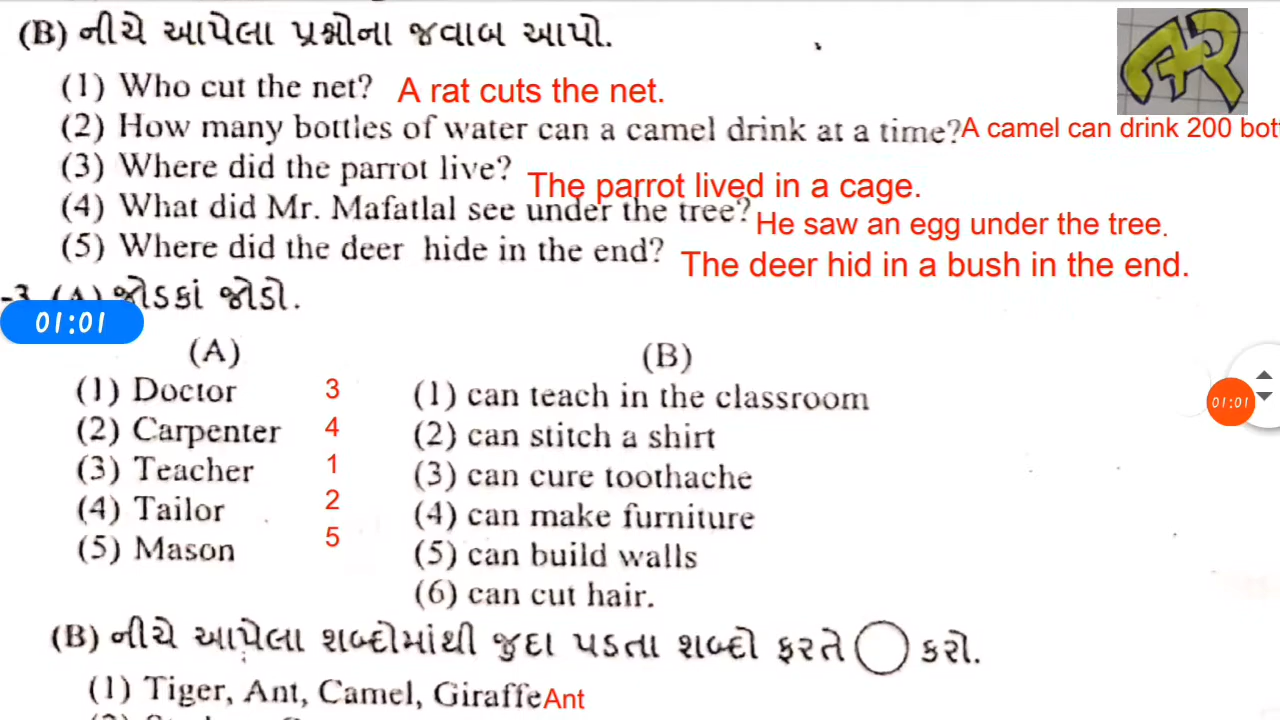 (B) નીચે આપેલા પ્રશ્નોના જવાબ આપો.
(1) Who cut the net? A rat cuts the net.
(2) How many bottles of water can a camel drink at a time? A camel can drink 200 bot
(3) Where did the parrot live? The parrot lived in a cage.
(4) What did Mr. Mafatlal see under the tree? He saw an egg under the tree.
(5) Where did the deer hide in the end? The deer hid in a bush in the end.
-3 (A) જોડકાં જોડો.
01:01
(A) (B)
(1) Doctor 3 (1) can teach in the classroom
01:01
(2) Carpenter 4 (2) can stitch a shirt
(3) Teacher 1 (3) can cure toothache
(4) Tailor 2 (4) can make furniture
(5) Mason 5 (5) can build walls
(6) can cut hair.
(B) નીચે આપેલા શબ્દોમાંથી જુદા પડતા શબ્દો ફરતે ◯ કરો.
(1) Tiger, Ant, Camel, Giraffe Ant